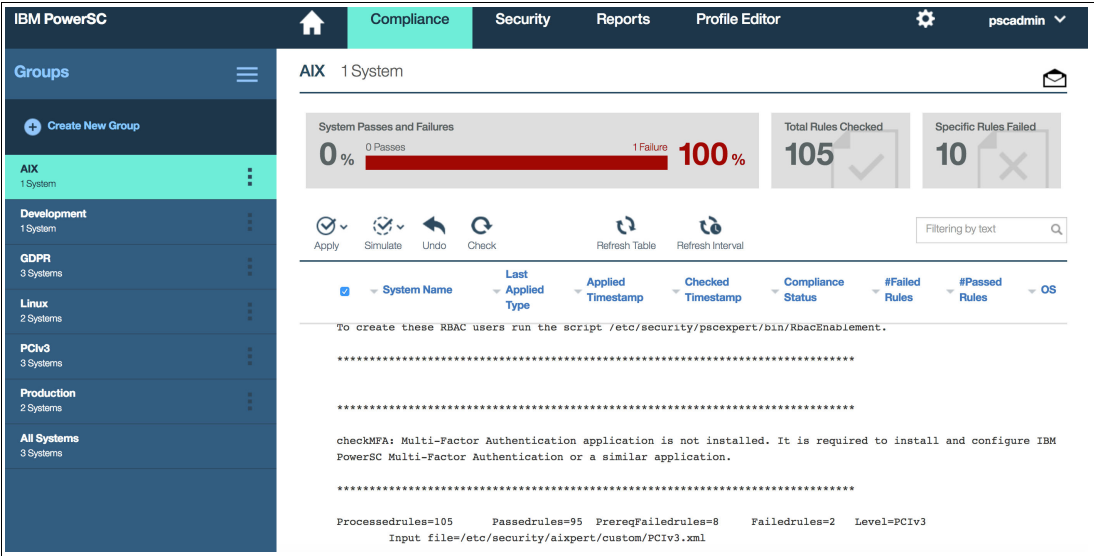 IBM PowerSC
Compliance
Security
Reports
Profile Editor
pscadmin
Groups
Create New Group
AIX
1 System
Development
1 System
GDPR
3 Systems
Linux
2 Systems
PCIv3
3 Systems
Production
2 Systems
All Systems
3 Systems
AIX 1 System
System Passes and Failures
0 % 0 Passes 1 Failure 100 %
Total Rules Checked
105
Specific Rules Failed
10
Apply Simulate Undo Check Refresh Table Refresh Interval
Filtering by text
System Name
Last
Applied
Type
Applied
Timestamp
Checked
Timestamp
Compliance
Status
#Failed
Rules
#Passed
Rules
OS
To create these RBAC users run the script /etc/security/pscexpert/bin/RbacEnablement.
********************************************************************************
********************************************************************************
checkMFA: Multi-Factor Authentication application is not installed. It is required to install and configure IBM
PowerSC Multi-Factor Authentication or a similar application.
********************************************************************************
Processedrules=105 Passedrules=95 PrereqFailedrules=8 Failedrules=2 Level=PCIv3
Input file=/etc/security/aixpert/custom/PCIv3.xml